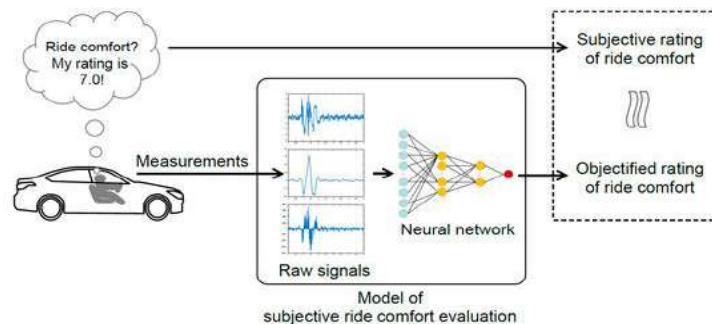 Ride comfort?
My rating is
7.0!
Subjective rating
of ride comfort
Measurements
Objectified rating
of ride comfort
Neural network
Raw signals
Model of
subjective ride comfort evaluation